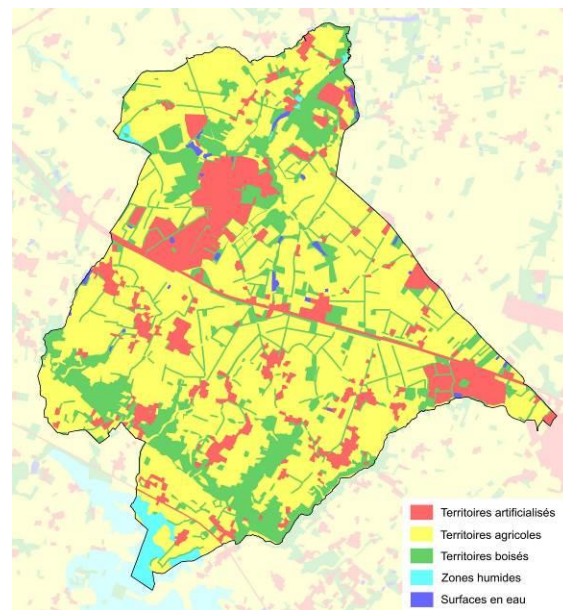 Territoires artificialisés
Territoires agricoles
Territoires boisés
Zones humides
Surfaces en eau